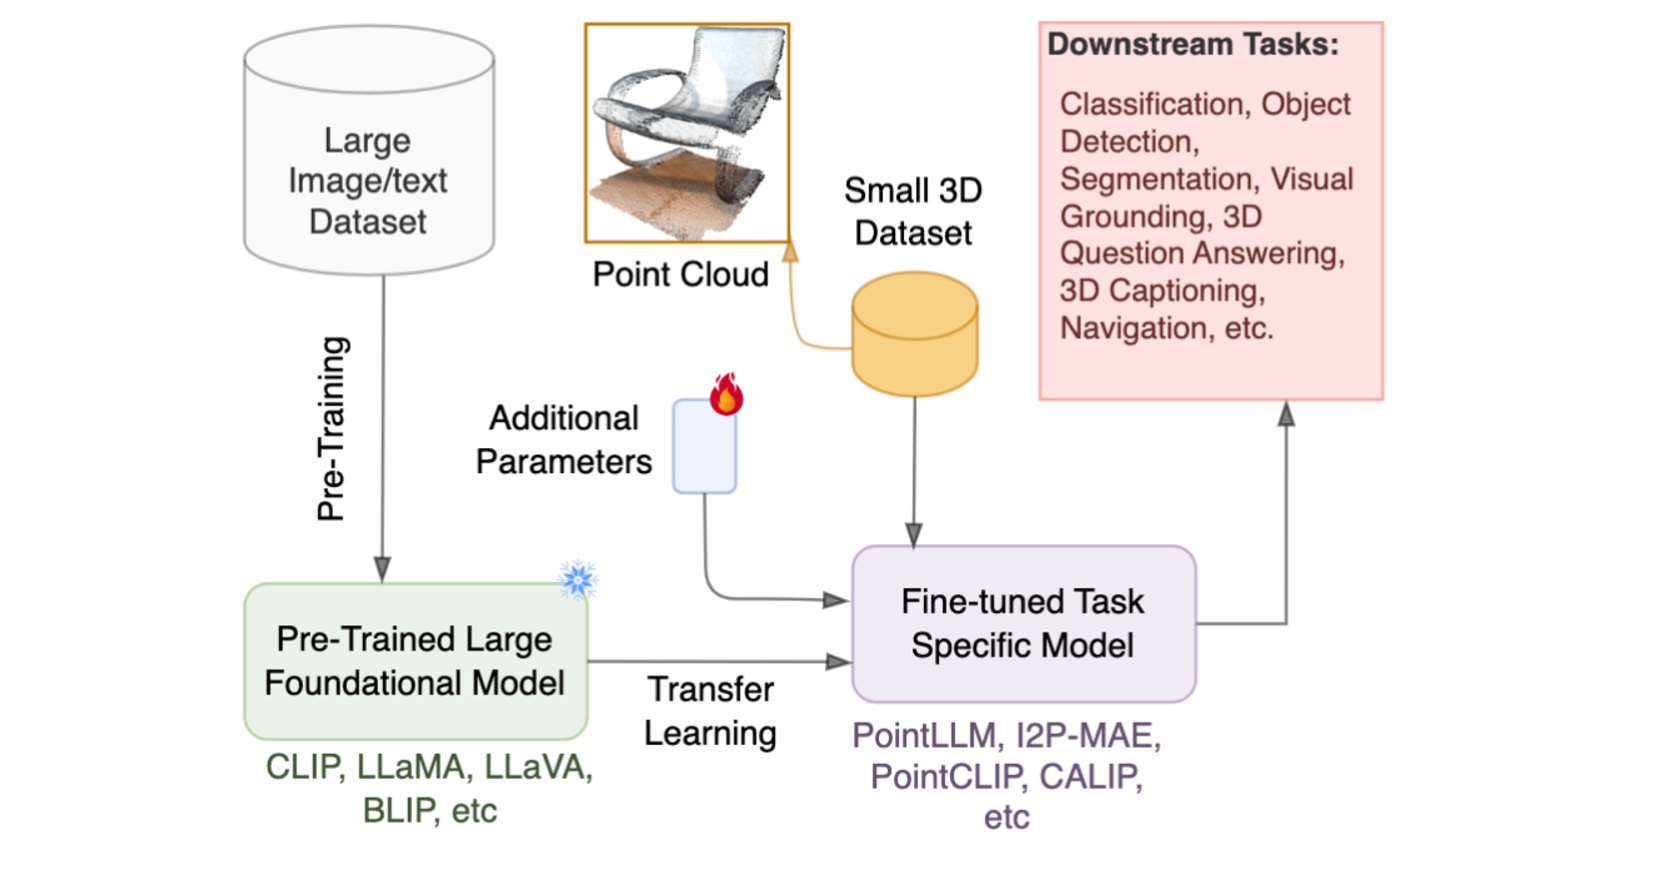 Large
Image/text
Dataset
Point Cloud
Small 3D
Dataset
Downstream Tasks:
Classification, Object
Detection,
Segmentation, Visual
Grounding, 3D
Question Answering,
3D Captioning,
Navigation, etc.
Pre-Training
Additional
Parameters
Pre-Trained Large
Foundational Model
CLIP, LLaMA, LLaVA,
BLIP, etc
Transfer
Learning
Fine-tuned Task
Specific Model
PointLLM, I2P-MAE,
PointCLIP, CALIP,
etc